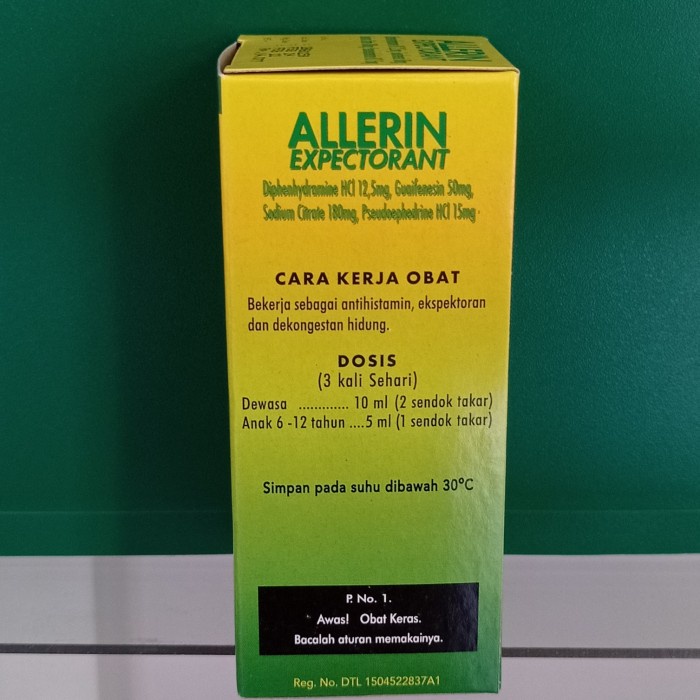 ALLERIN
EXPECTORANT
ALLERIN
EXPECTORANT
Diphenhydramine HCl 12,5mg, Guaifenesin 50mg,
Sodium Citrate 180mg, Pseudoephedrine HCl 15mg
CARA KERJA OBAT
Bekerja sebagai antihistamin, ekspektoran
dan dekongestan hidung.
DOSIS
(3 kali Sehari)
Dewasa ............. 10 ml (2 sendok takar)
Anak 6 -12 tahun ....5 ml (1 sendok takar)
Simpan pada suhu dibawah 30°C
P. No. 1.
Awas! Obat Keras.
Bacalah aturan memakainya.
Reg. No. DTL 1504522837A1